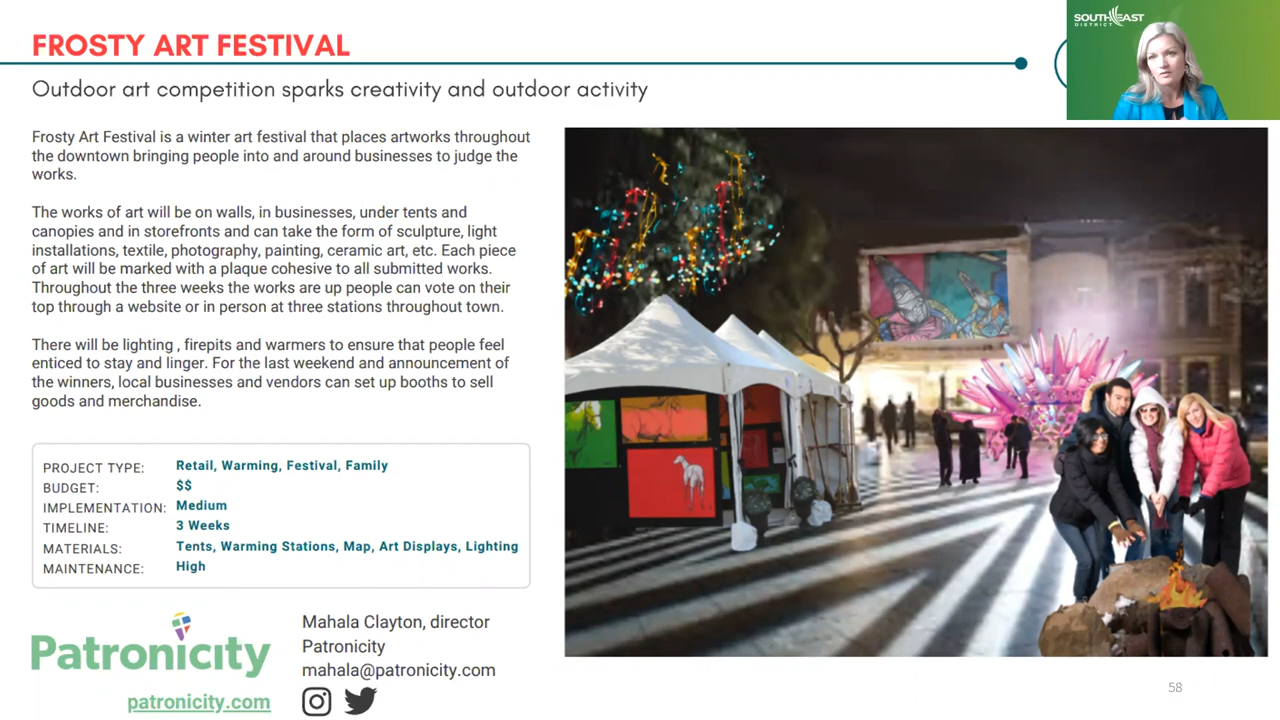 FROSTY ART FESTIVAL
SOUTHEAST
DISTRICT
Outdoor art competition sparks creativity and outdoor activity
Frosty Art Festival is a winter art festival that places artworks throughout
the downtown bringing people into and around businesses to judge the
works.
The works of art will be on walls, in businesses, under tents and
canopies and in storefronts and can take the form of sculpture, light
installations, textile, photography, painting, ceramic art, etc. Each piece
of art will be marked with a plaque cohesive to all submitted works.
Throughout the three weeks the works are up people can vote on their
top through a website or in person at three stations throughout town.
There will be lighting , firepits and warmers to ensure that people feel
enticed to stay and linger. For the last weekend and announcement of
the winners, local businesses and vendors can set up booths to sell
goods and merchandise.
PROJECT TYPE: Retail, Warming, Festival, Family
BUDGET: $$
IMPLEMENTATION: Medium
TIMELINE: 3 Weeks
MATERIALS: Tents, Warming Stations, Map, Art Displays, Lighting
MAINTENANCE: High
Patronicity
patronicity.com
Mahala Clayton, director
Patronicity
mahala@patronicity.com
58